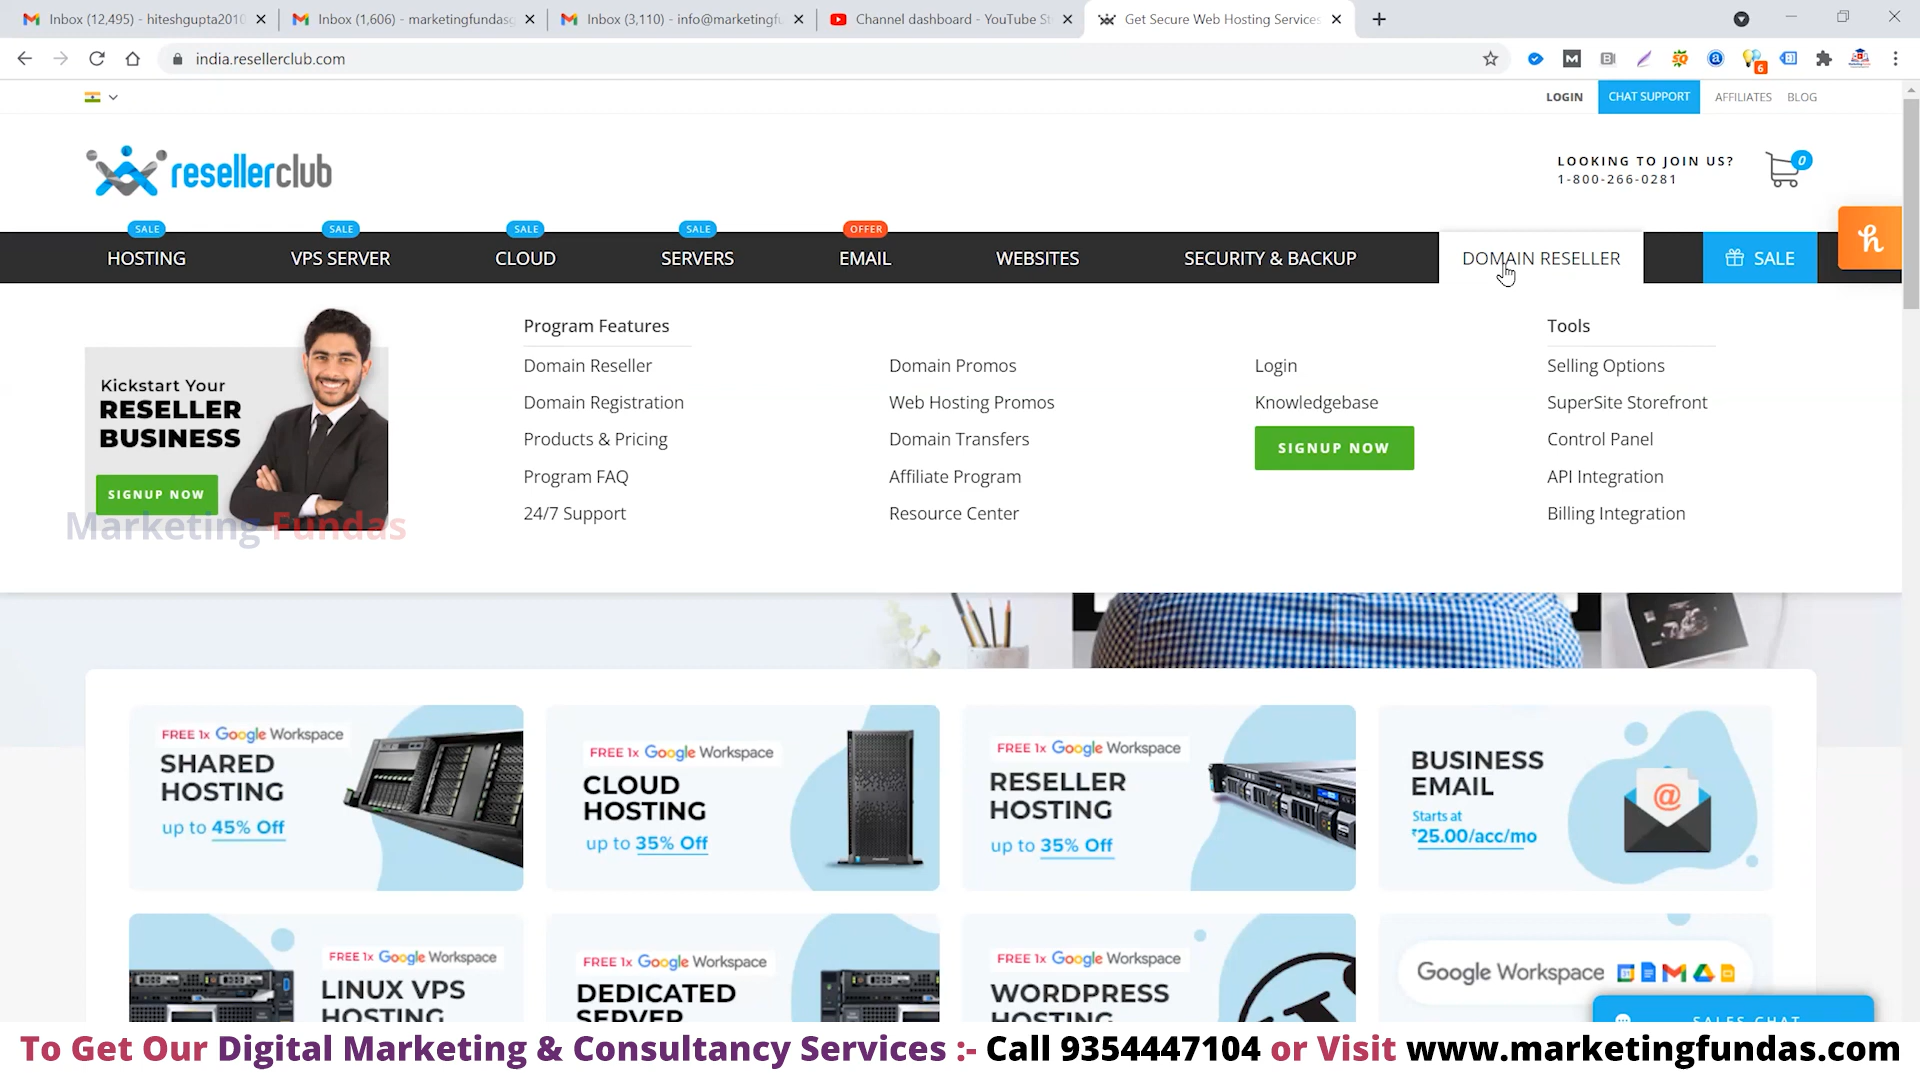 Inbox (12,495) - hiteshgupta2010
Inbox (1,606) - marketingfundasg
Inbox (3,110) - info@marketingfu
Channel dashboard - YouTube St
Get Secure Web Hosting Services
india.resellerclub.com
6
LOGIN
CHAT SUPPORT
AFFILIATES
BLOG
resellerclub
LOOKING TO JOIN US?
1-800-266-0281
0
SALE
SALE
SALE
SALE
OFFER
HOSTING
VPS SERVER
CLOUD
SERVERS
EMAIL
WEBSITES
SECURITY & BACKUP
DOMAIN RESELLER
SALE
Kickstart Your
RESELLER
BUSINESS
SIGNUP NOW
Marketing Fundas
Program Features
Domain Reseller
Domain Registration
Products & Pricing
Program FAQ
24/7 Support
Domain Promos
Web Hosting Promos
Domain Transfers
Affiliate Program
Resource Center
Login
Knowledgebase
SIGNUP NOW
Tools
Selling Options
SuperSite Storefront
Control Panel
API Integration
Billing Integration
FREE 1x Google Workspace
SHARED
HOSTING
up to 45% Off
FREE 1x Google Workspace
CLOUD
HOSTING
up to 35% Off
FREE 1x Google Workspace
RESELLER
HOSTING
up to 35% Off
BUSINESS
EMAIL
Starts at
₹25.00/acc/mo
FREE 1x Google Workspace
LINUX VPS
HOSTING
FREE 1x Google Workspace
DEDICATED
SERVER
FREE 1x Google Workspace
WORDPRESS
HOSTING
Google Workspace
SALES CHAT
To Get Our Digital Marketing & Consultancy Services :- Call 9354447104 or Visit www.marketingfundas.com